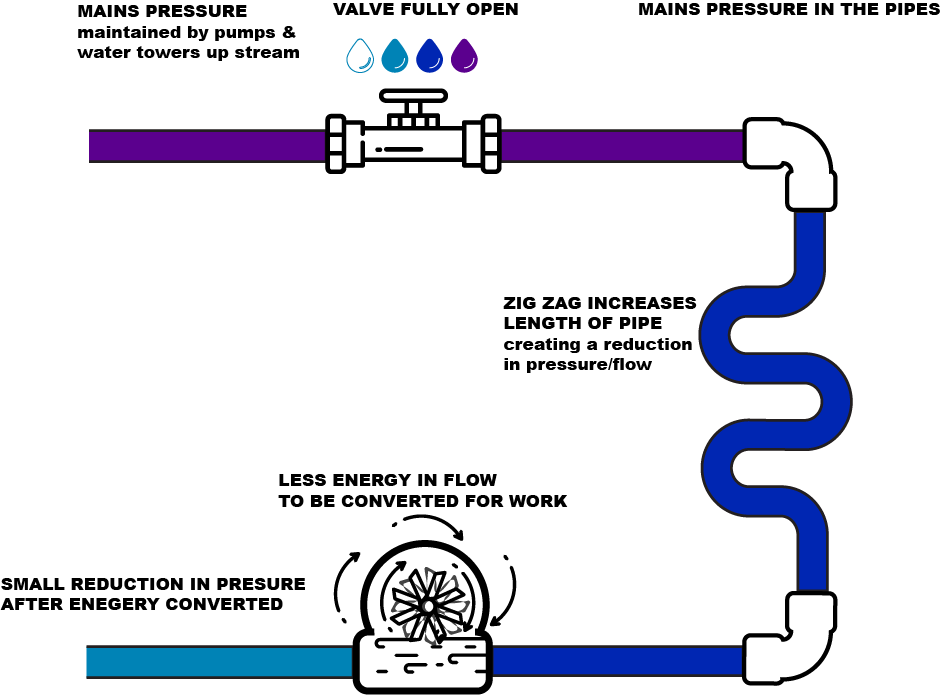 MAINS PRESSURE
maintained by pumps &
water towers up stream
VALVE FULLY OPEN
MAINS PRESSURE IN THE PIPES
ZIG ZAG INCREASES
LENGTH OF PIPE
creating a reduction
in pressure/flow
LESS ENERGY IN FLOW
TO BE CONVERTED FOR WORK
SMALL REDUCTION IN PRESURE
AFTER ENEGERY CONVERTED